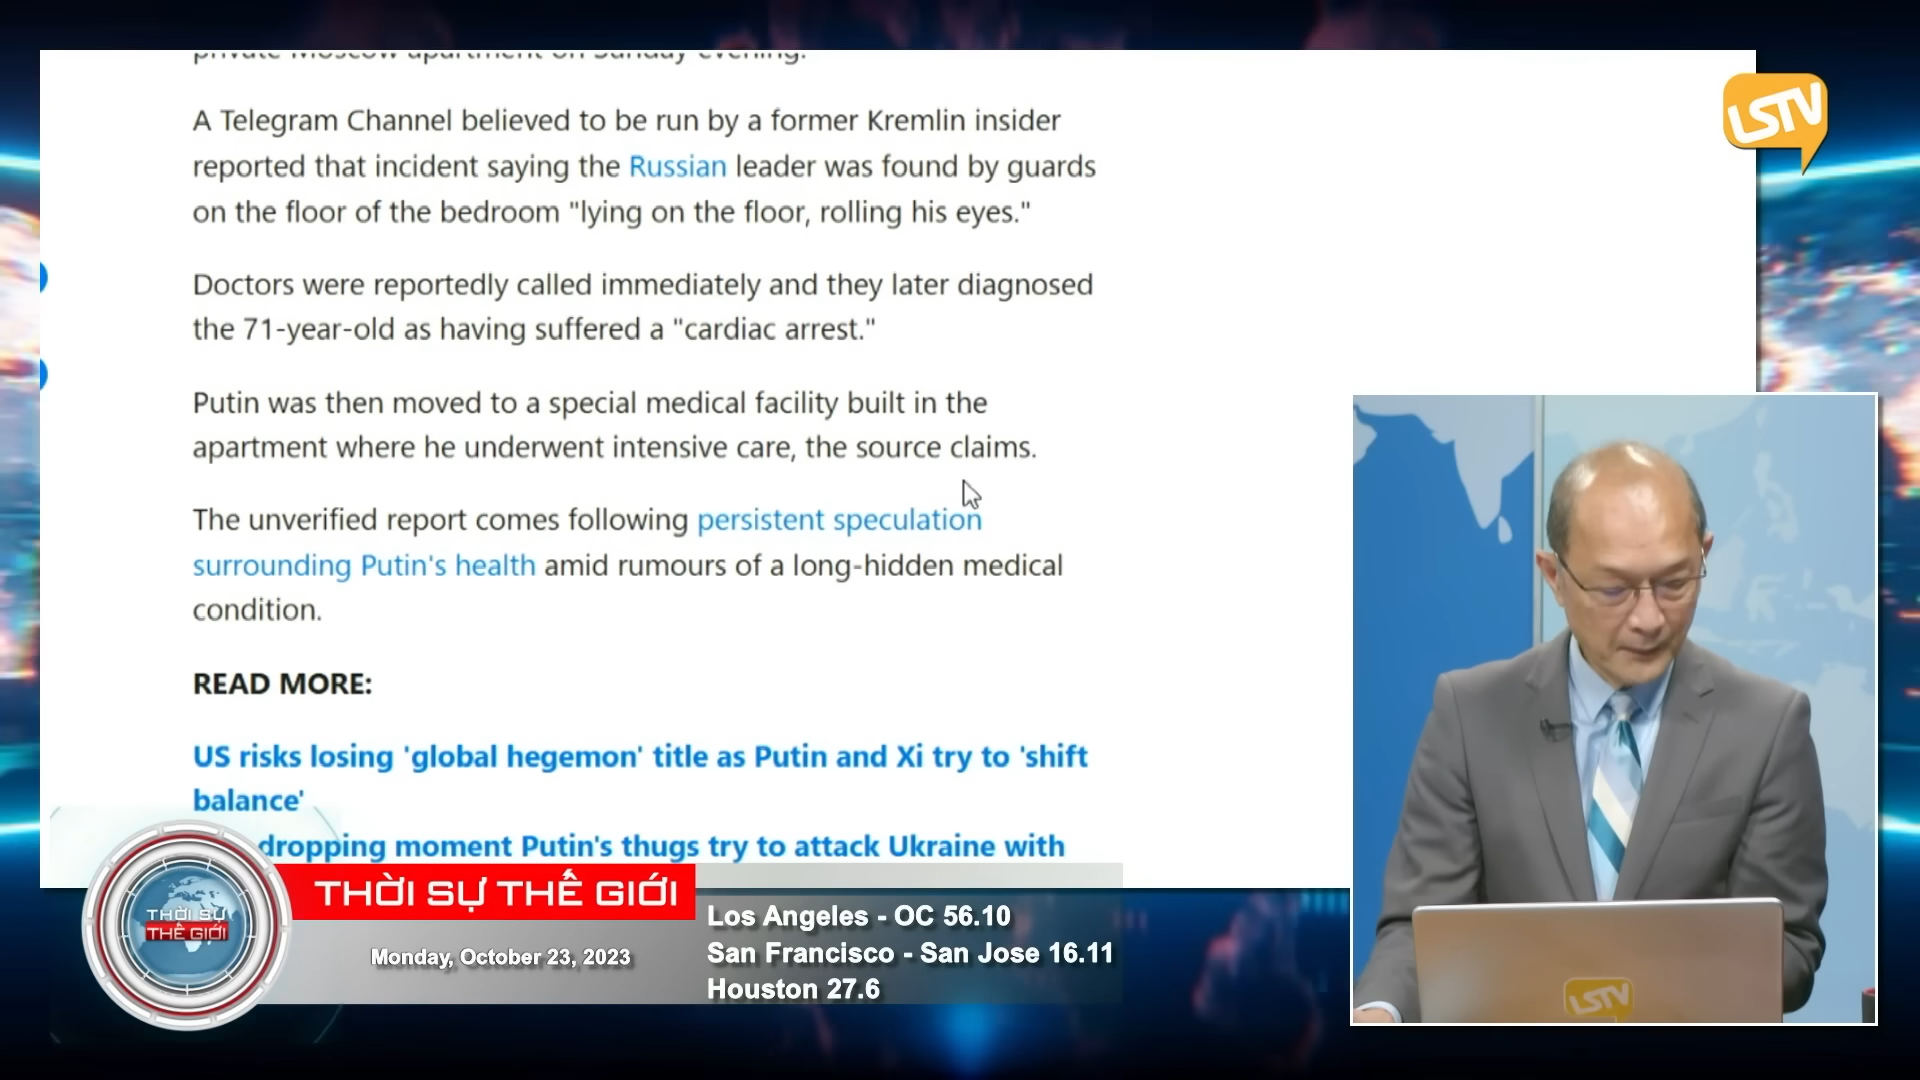 private Moscow apartment on Sunday evening.
A Telegram Channel believed to be run by a former Kremlin insider
reported that incident saying the Russian leader was found by guards
on the floor of the bedroom "lying on the floor, rolling his eyes."
Doctors were reportedly called immediately and they later diagnosed
the 71-year-old as having suffered a "cardiac arrest."
Putin was then moved to a special medical facility built in the
apartment where he underwent intensive care, the source claims.
The unverified report comes following persistent speculation
surrounding Putin's health amid rumours of a long-hidden medical
condition.
READ MORE:
US risks losing 'global hegemon' title as Putin and Xi try to 'shift
balance'
dropping moment Putin's thugs try to attack Ukraine with
LSTV
THỜI SỰ
THẾ GIỚI
THỜI SỰ THẾ GIỚI
Monday, October 23, 2023
Los Angeles - OC 56.10
San Francisco - San Jose 16.11
Houston 27.6
LSTV